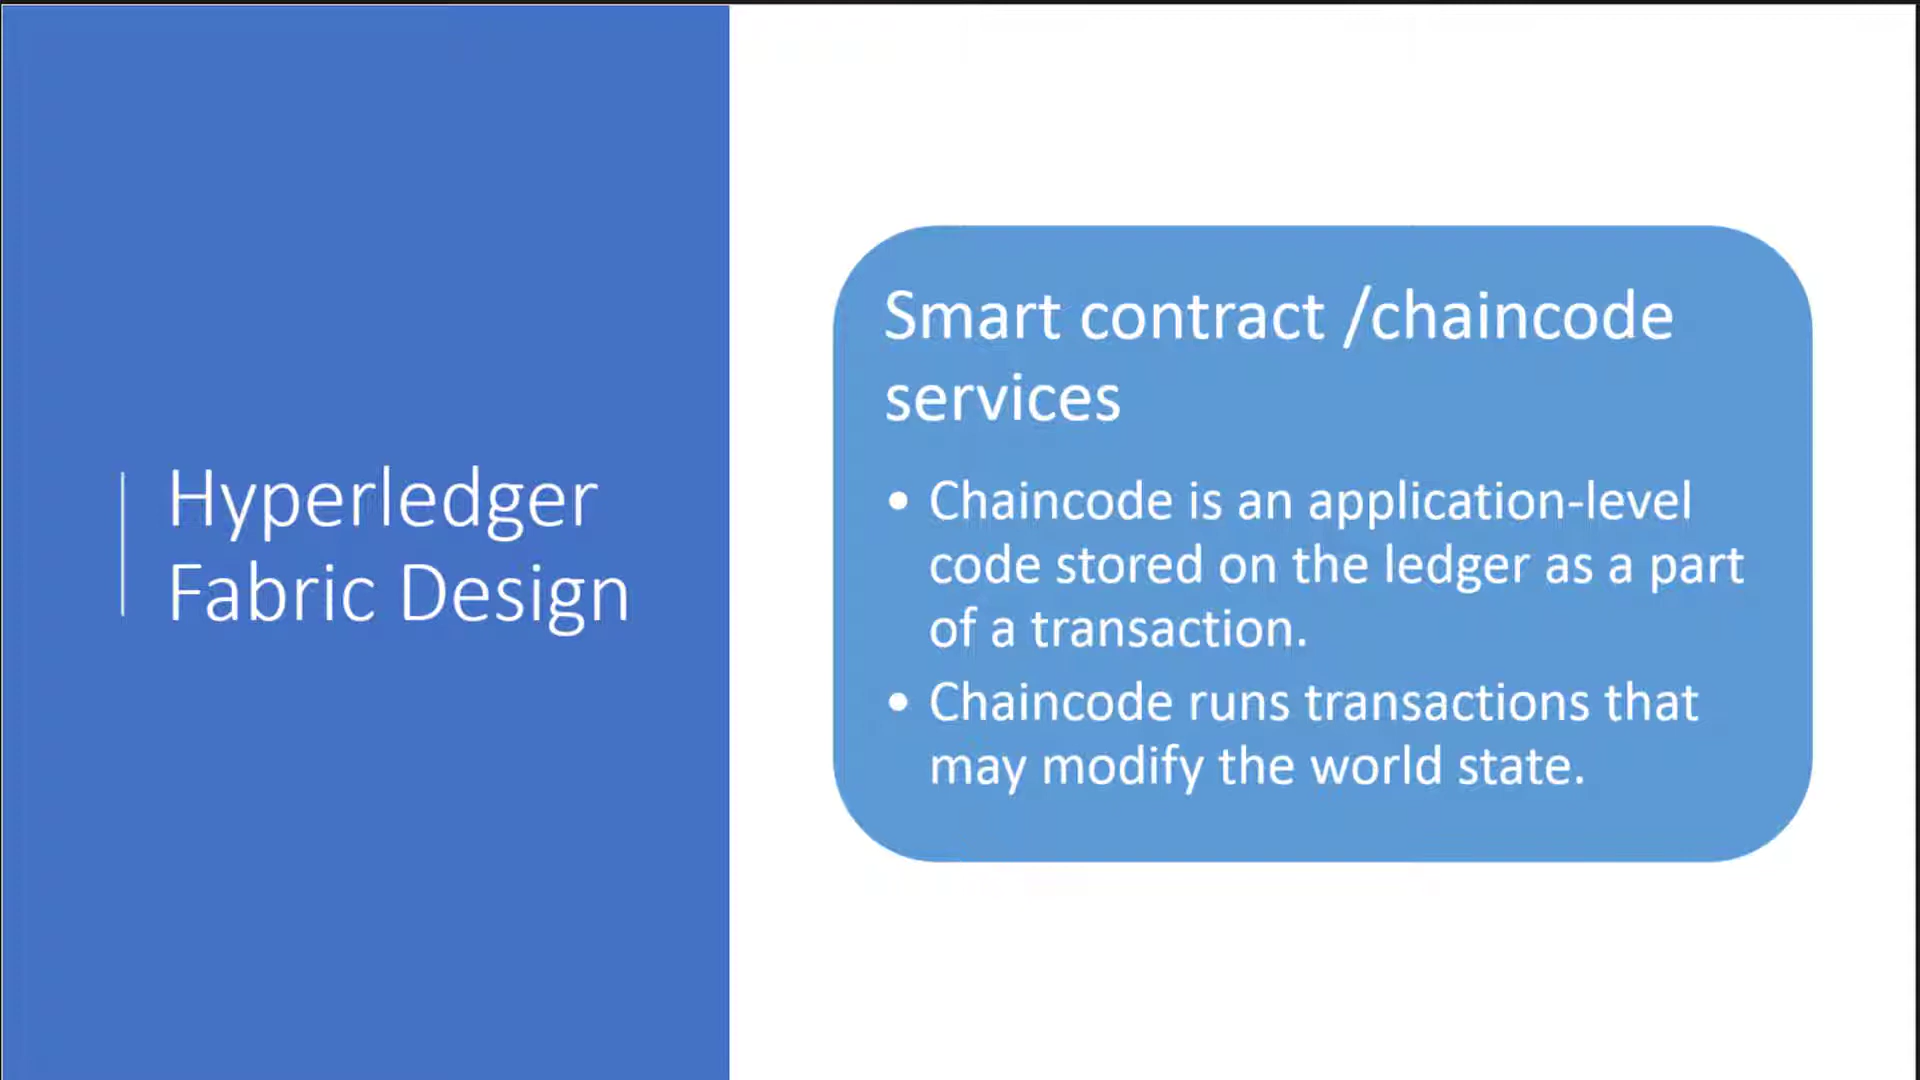 Hyperledger
Fabric Design
Smart contract /chaincode
services
• Chaincode is an application-level
code stored on the ledger as a part
of a transaction.
• Chaincode runs transactions that
may modify the world state.